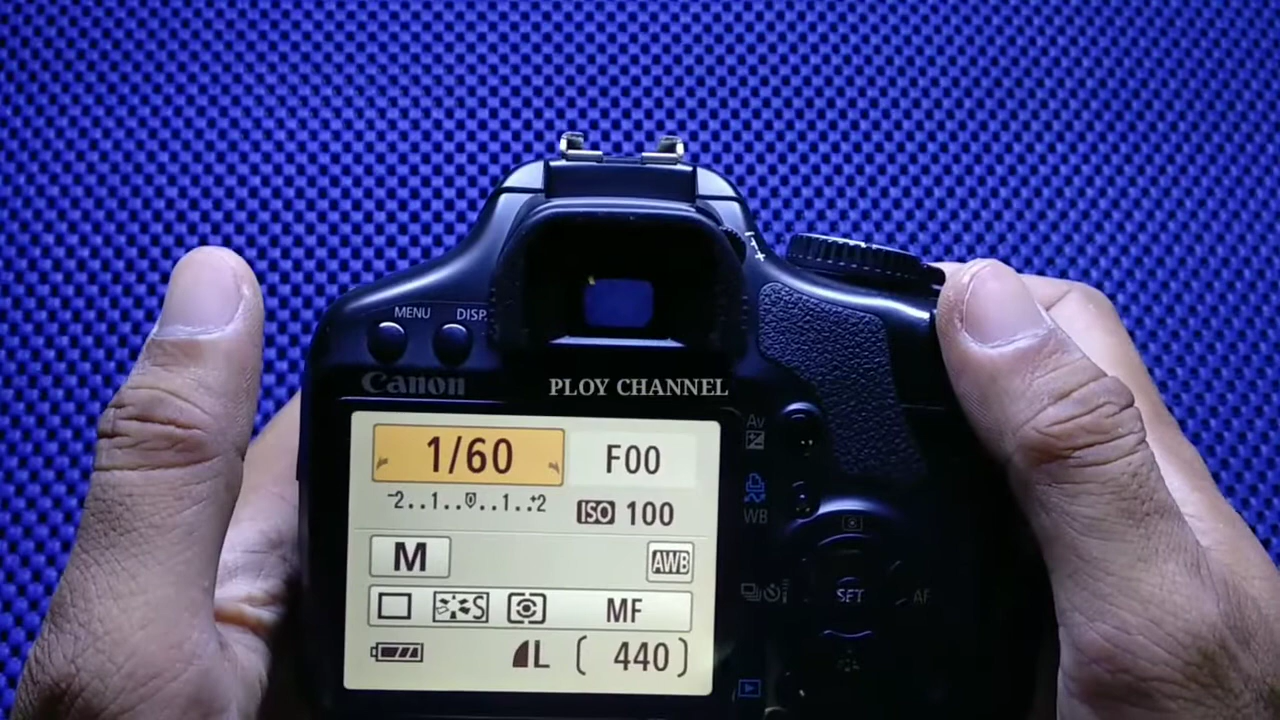 MENU DISP.
Canon
PLOY CHANNEL
1/60 F00
-2..1..0..1..+2
ISO 100
M AWB
S MF
L [ 440 ]
Av
WB
SET AF